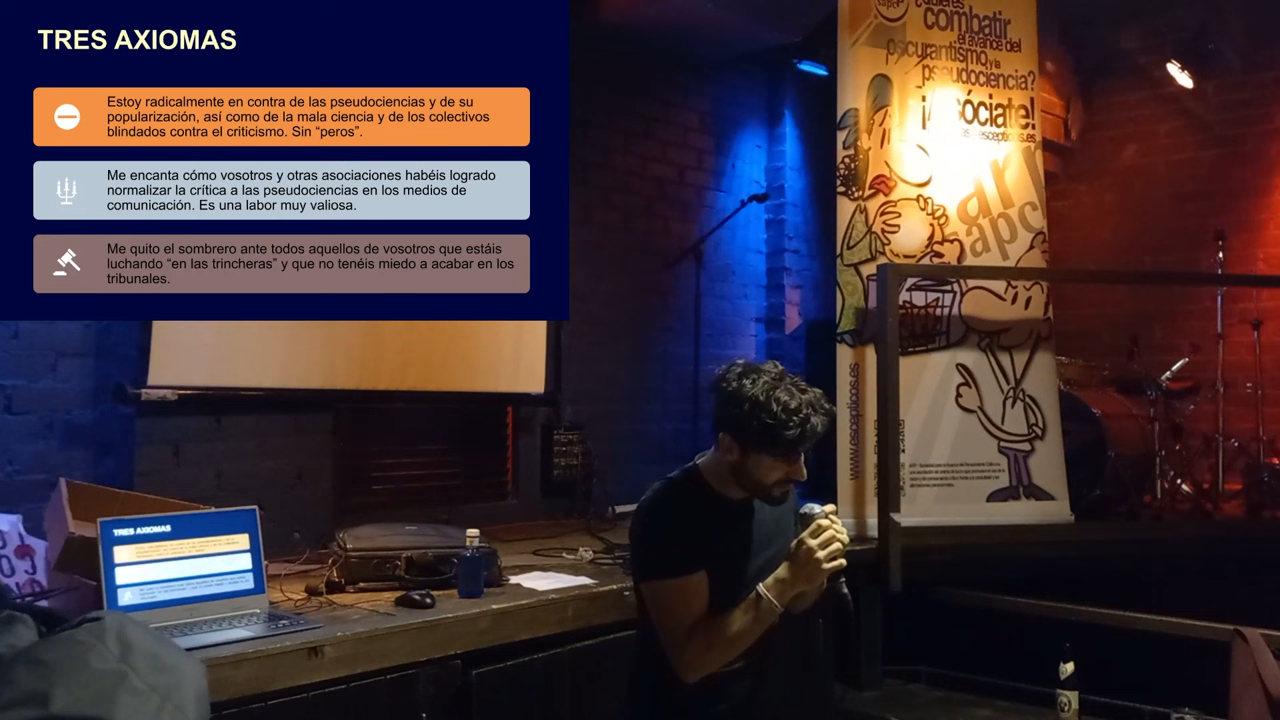 TRES AXIOMAS
Estoy radicalmente en contra de las pseudociencias y de su
popularización, así como de la mala ciencia y de los colectivos
blindados contra el criticismo. Sin “peros”.
Me encanta cómo vosotros y otras asociaciones habéis logrado
normalizar la crítica a las pseudociencias en los medios de
comunicación. Es una labor muy valiosa.
Me quito el sombrero ante todos aquellos de vosotros que estáis
luchando “en las trincheras” y que no tenéis miedo a acabar en los
tribunales.
combatir
el avance del
oscurantismo y la
pseudociencia?
sapc
www.escepticos.es
TRES AXIOMAS